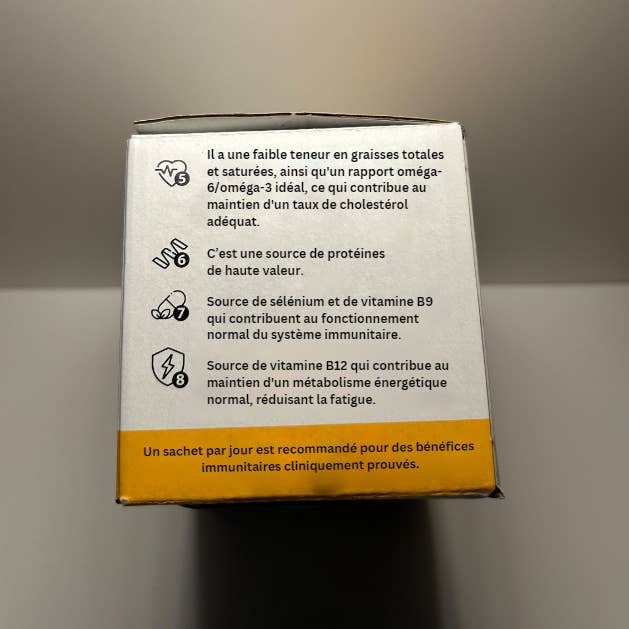 Il a une faible teneur en graisses totales
et saturées, ainsi qu'un rapport oméga-
6/oméga-3 idéal, ce qui contribue au
maintien d'un taux de cholestérol
adéquat.
5
C'est une source de protéines
de haute valeur.
6
Source de sélénium et de vitamine B9
qui contribuent au fonctionnement
normal du système immunitaire.
7
Source de vitamine B12 qui contribue au
maintien d'un métabolisme énergétique
normal, réduisant la fatigue.
8
Un sachet par jour est recommandé pour des bénéfices
immunitaires cliniquement prouvés.